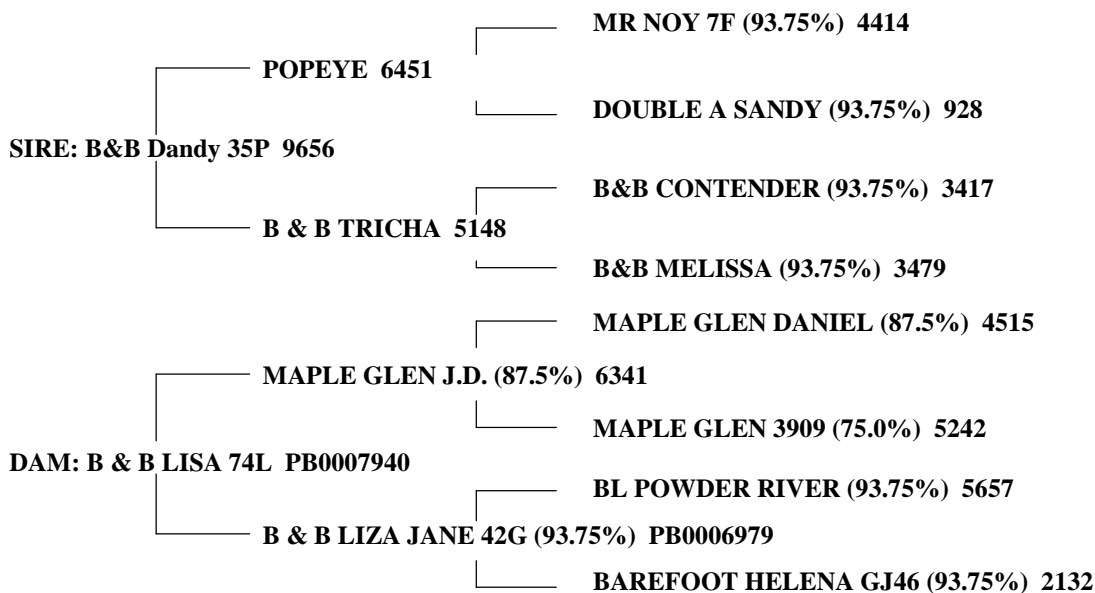 MR NOY 7F (93.75%) 4414
POPEYE 6451
DOUBLE A SANDY (93.75%) 928
SIRE: B&B Dandy 35P 9656
B&B CONTENDER (93.75%) 3417
B & B TRICHA 5148
B&B MELISSA (93.75%) 3479
MAPLE GLEN DANIEL (87.5%) 4515
MAPLE GLEN J.D. (87.5%) 6341
MAPLE GLEN 3909 (75.0%) 5242
DAM: B & B LISA 74L PB0007940
BL POWDER RIVER (93.75%) 5657
B & B LIZA JANE 42G (93.75%) PB0006979
BAREFOOT HELENA GJ46 (93.75%) 2132